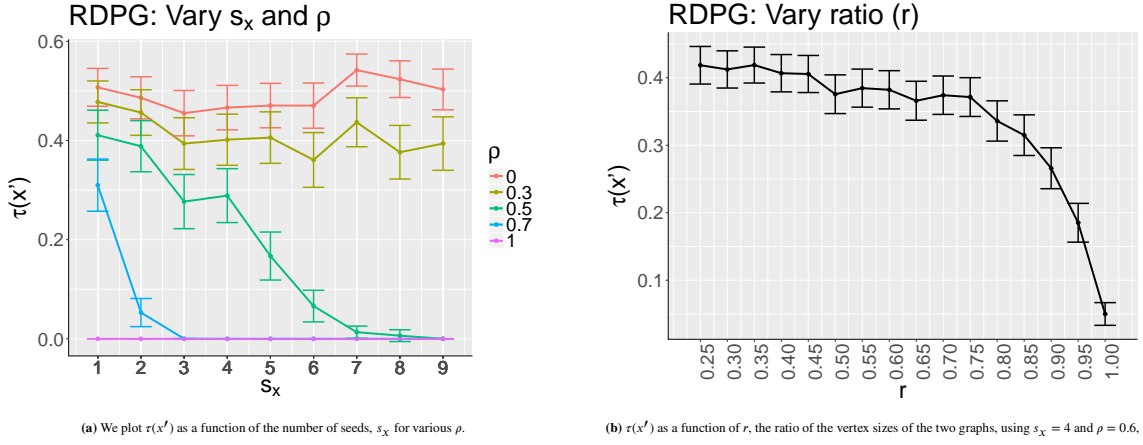 RDPG: Vary s_x and ρ
0.6
0.4
0.2
0.0
τ(x')
1 2 3 4 5 6 7 8 9
s_x
ρ
0
0.3
0.5
0.7
1
(a) We plot τ(x′) as a function of the number of seeds, s_x for various ρ.
RDPG: Vary ratio (r)
0.4
0.3
0.2
0.1
τ(x')
0.25 0.30 0.35 0.40 0.45 0.50 0.55 0.60 0.65 0.70 0.75 0.80 0.85 0.90 0.95 1.00
r
(b) τ(x′) as a function of r, the ratio of the vertex sizes of the two graphs, using s_x = 4 and ρ = 0.6,